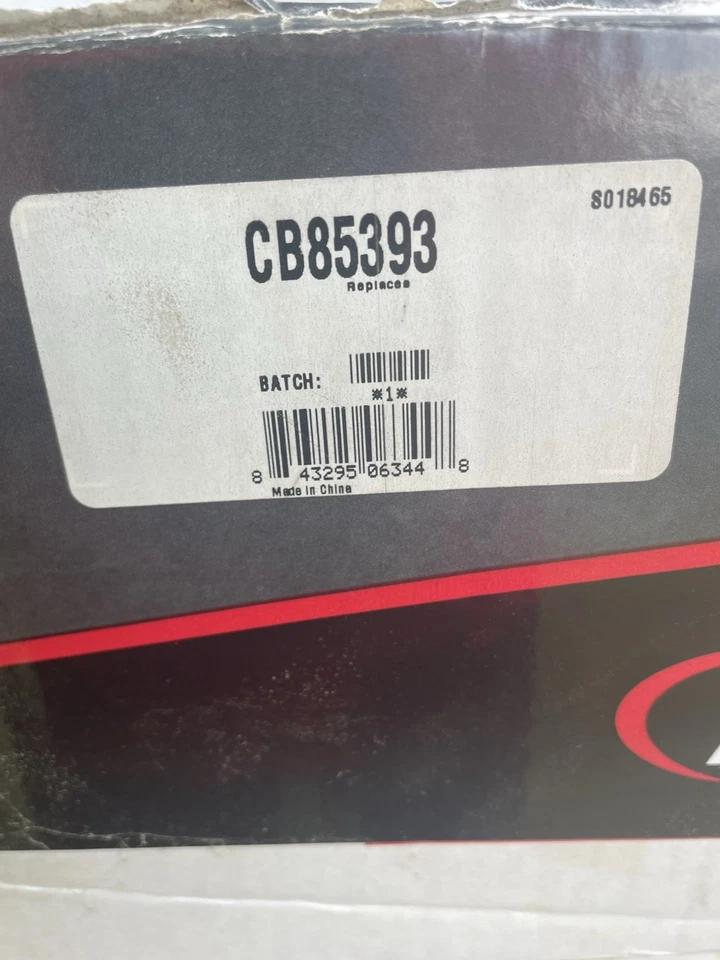 S018465
CB85393
Replaces
BATCH:
*1*
8 43295 06344 8
Made in China